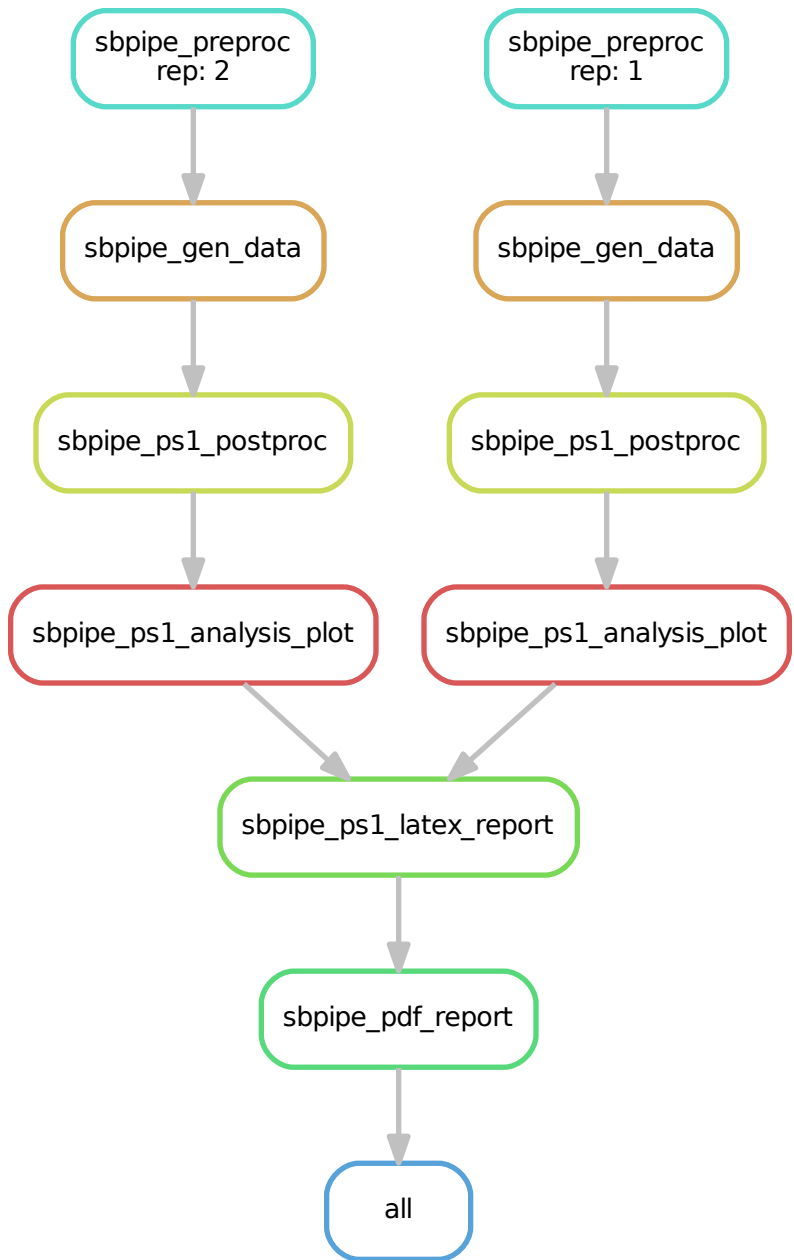 sbpipe_preproc
rep: 2
sbpipe_preproc
rep: 1
sbpipe_gen_data
sbpipe_gen_data
sbpipe_ps1_postproc
sbpipe_ps1_postproc
sbpipe_ps1_analysis_plot
sbpipe_ps1_analysis_plot
sbpipe_ps1_latex_report
sbpipe_pdf_report
all